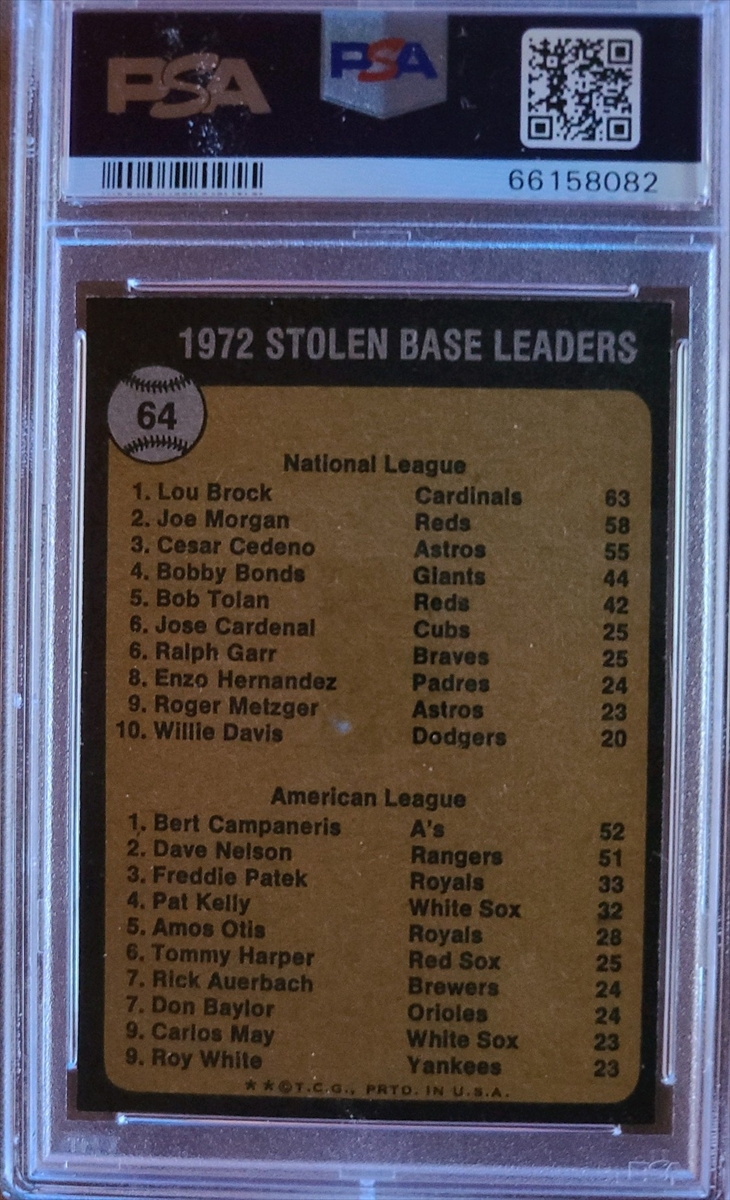 PSA PSA
66158082
1972 STOLEN BASE LEADERS
64
National League
1. Lou Brock Cardinals 63
2. Joe Morgan Reds 58
3. Cesar Cedeno Astros 55
4. Bobby Bonds Giants 44
5. Bob Tolan Reds 42
6. Jose Cardenal Cubs 25
6. Ralph Garr Braves 25
8. Enzo Hernandez Padres 24
9. Roger Metzger Astros 23
10. Willie Davis Dodgers 20
American League
1. Bert Campaneris A's 52
2. Dave Nelson Rangers 51
3. Freddie Patek Royals 33
4. Pat Kelly White Sox 32
5. Amos Otis Royals 28
6. Tommy Harper Red Sox 25
7. Rick Auerbach Brewers 24
7. Don Baylor Orioles 24
9. Carlos May White Sox 23
9. Roy White Yankees 23
**©T.C.G., PRTD. IN U.S.A.
PSA